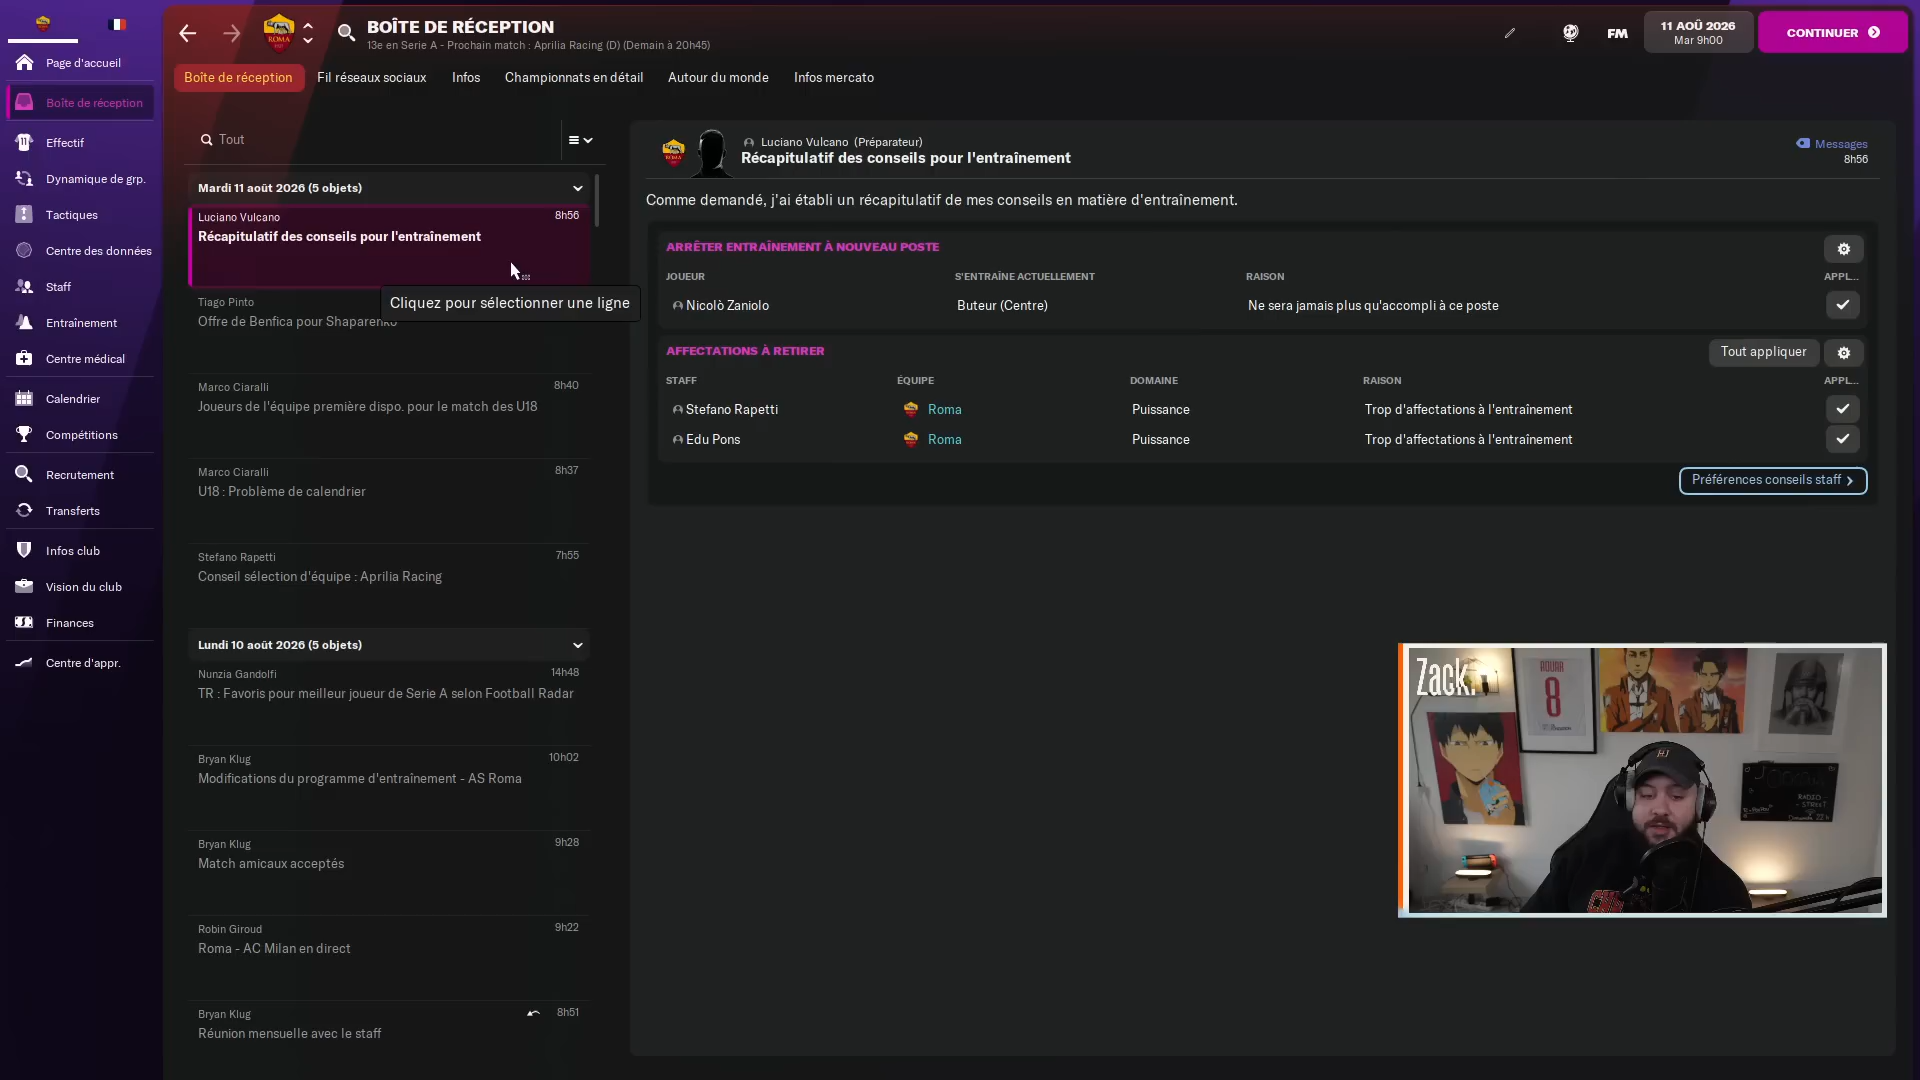 BOÎTE DE RÉCEPTION
13e en Serie A - Prochain match : Aprilia Racing (D) (Demain à 20h45)
FM
11 AOÛ 2026
Mar 9h00
CONTINUER
Boîte de réception
Fil réseaux sociaux
Infos
Championnats en détail
Autour du monde
Infos mercato
Page d'accueil
Boîte de réception
Effectif
Dynamique de grp.
Tactiques
Centre des données
Staff
Entraînement
Centre médical
Calendrier
Compétitions
Recrutement
Transferts
Infos club
Vision du club
Finances
Centre d'appr.
Tout
Mardi 11 août 2026 (5 objets)
Luciano Vulcano
8h56
Récapitulatif des conseils pour l'entraînement
Cliquez pour sélectionner une ligne
Tiago Pinto
Offre de Benfica pour Shaparenko
Marco Ciaralli
8h40
Joueurs de l'équipe première dispo. pour le match des U18
Marco Ciaralli
8h37
U18 : Problème de calendrier
Stefano Rapetti
7h55
Conseil sélection d'équipe : Aprilia Racing
Lundi 10 août 2026 (5 objets)
Nunzia Gandolfi
14h48
TR : Favoris pour meilleur joueur de Serie A selon Football Radar
Bryan Klug
10h02
Modifications du programme d'entraînement - AS Roma
Bryan Klug
9h28
Match amicaux acceptés
Robin Giroud
9h22
Roma - AC Milan en direct
Bryan Klug
8h51
Réunion mensuelle avec le staff
Luciano Vulcano (Préparateur)
Récapitulatif des conseils pour l'entraînement
Messages
8h56
Comme demandé, j'ai établi un récapitulatif de mes conseils en matière d'entraînement.
ARRÊTER ENTRAÎNEMENT À NOUVEAU POSTE
JOUEUR
S'ENTRAÎNE ACTUELLEMENT
RAISON
APPL...
Nicolò Zaniolo
Buteur (Centre)
Ne sera jamais plus qu'accompli à ce poste
AFFECTATIONS À RETIRER
Tout appliquer
STAFF
ÉQUIPE
DOMAINE
RAISON
APPL...
Stefano Rapetti
Roma
Puissance
Trop d'affectations à l'entraînement
Edu Pons
Roma
Puissance
Trop d'affectations à l'entraînement
Préférences conseils staff
Zack.
8